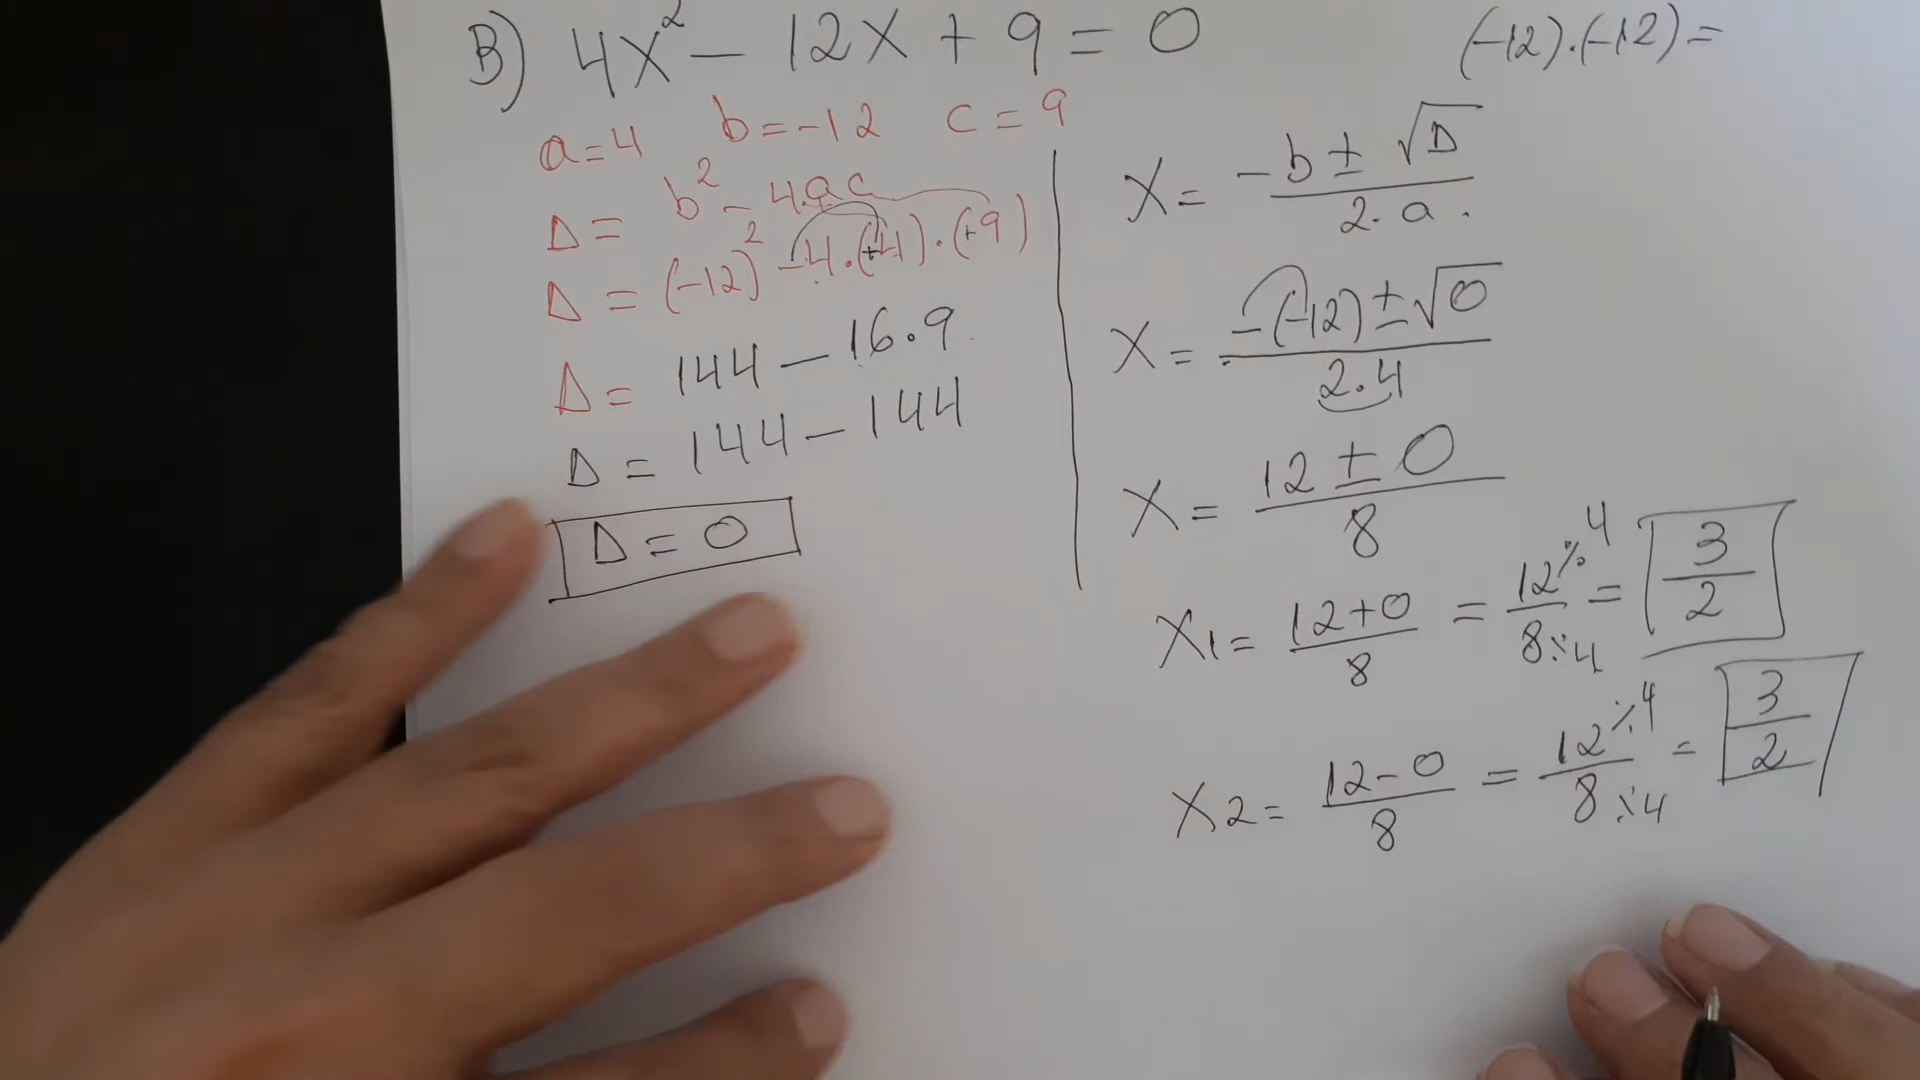 B) 4x² − 12x + 9 = 0
a=4 b=-12 c=9
Δ = b² - 4.ac
Δ = (-12)² - 4.(+4).(+9)
Δ = 144 − 16.9
Δ = 144 − 144
Δ = 0
(-12).(-12)=
X = -b ± √Δ / 2.a.
X = -(-12) ± √0 / 2.4
X = 12 ± 0 / 8
X1 = 12+0 / 8 = 12÷4 / 8÷4 = 3/2
X2 = 12-0 / 8 = 12÷4 / 8÷4 = 3/2